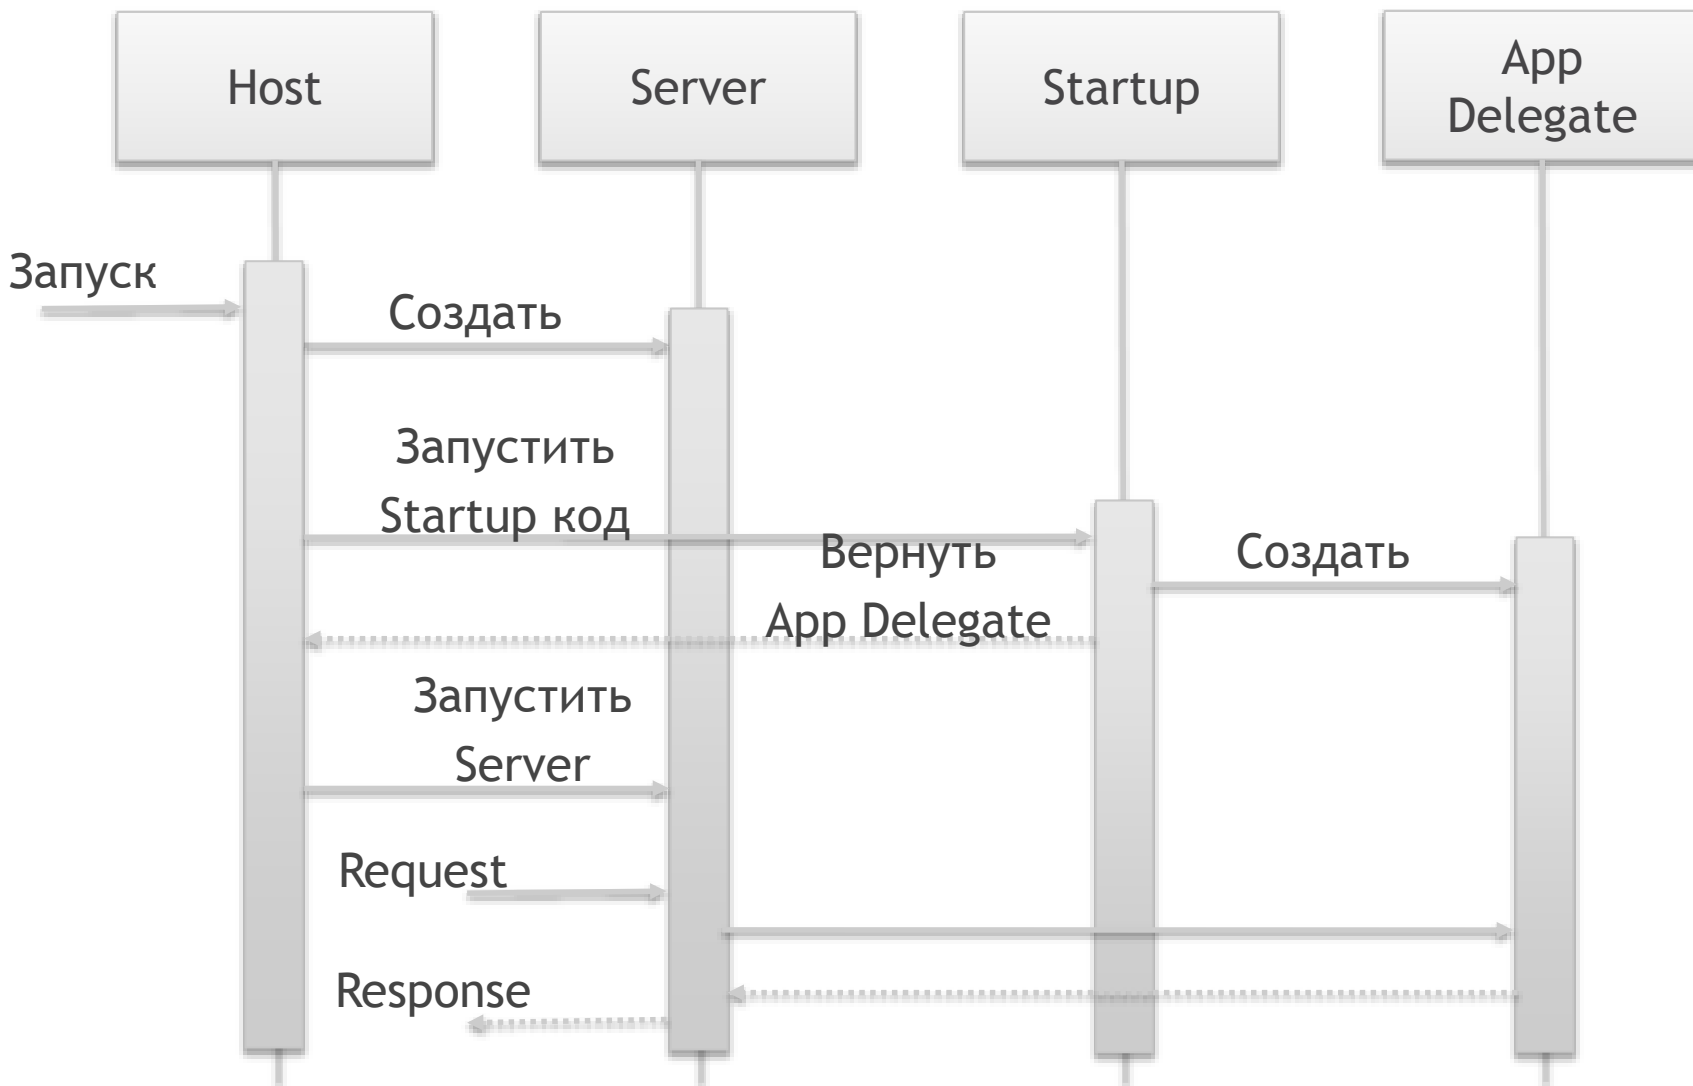 Host
Server
Startup
App
Delegate
Запуск
Создать
Запустить
Startup код
Вернуть
App Delegate
Создать
Запустить
Server
Request
Response